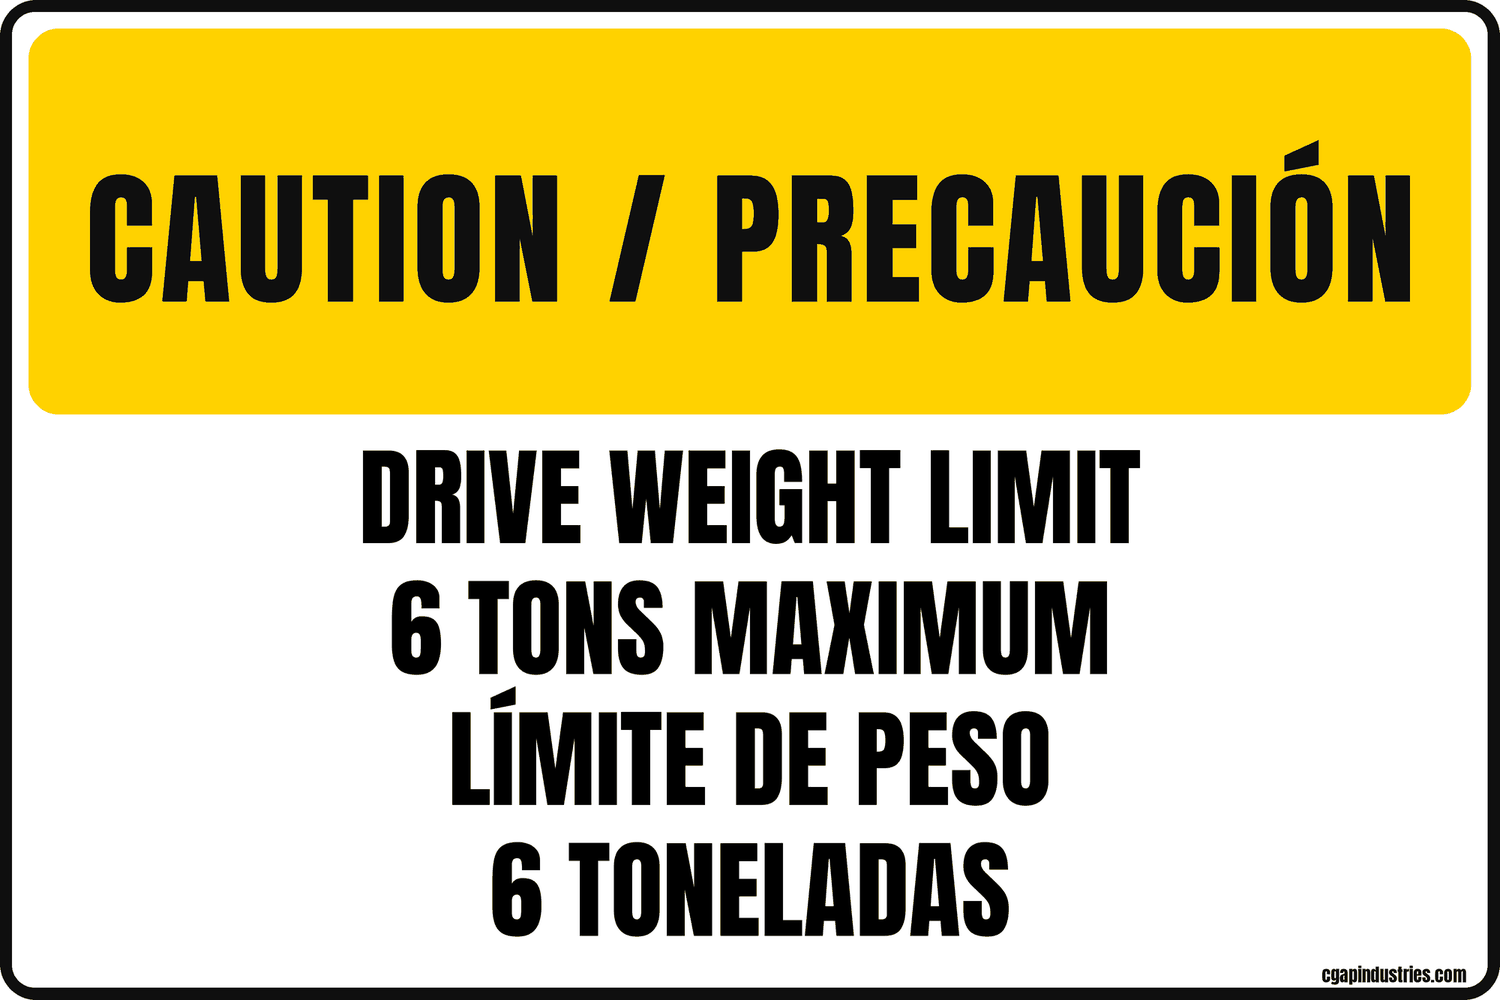 CAUTION / PRECAUCIÓN
DRIVE WEIGHT LIMIT
6 TONS MAXIMUM
LÍMITE DE PESO
6 TONELADAS
cgapindustries.com